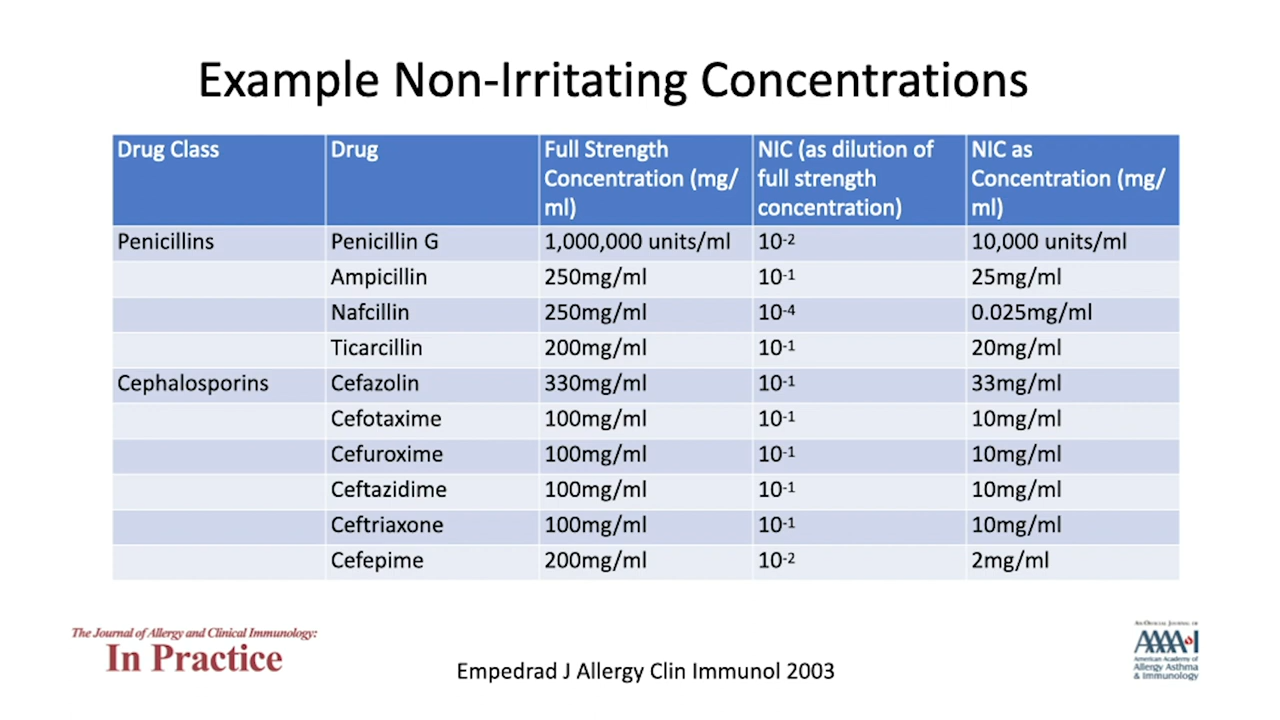 Example Non-Irritating Concentrations
Drug Class Drug Full Strength Concentration (mg/ml) NIC (as dilution of full strength concentration) NIC as Concentration (mg/ml)
Penicillins Penicillin G 1,000,000 units/ml 10-2 10,000 units/ml
Ampicillin 250mg/ml 10-1 25mg/ml
Nafcillin 250mg/ml 10-4 0.025mg/ml
Ticarcillin 200mg/ml 10-1 20mg/ml
Cephalosporins Cefazolin 330mg/ml 10-1 33mg/ml
Cefotaxime 100mg/ml 10-1 10mg/ml
Cefuroxime 100mg/ml 10-1 10mg/ml
Ceftazidime 100mg/ml 10-1 10mg/ml
Ceftriaxone 100mg/ml 10-1 10mg/ml
Cefepime 200mg/ml 10-2 2mg/ml
The Journal of Allergy and Clinical Immunology:
In Practice
Empedrad J Allergy Clin Immunol 2003
AN OFFICIAL JOURNAL OF
AAAAI
American Academy of
Allergy Asthma
& Immunology